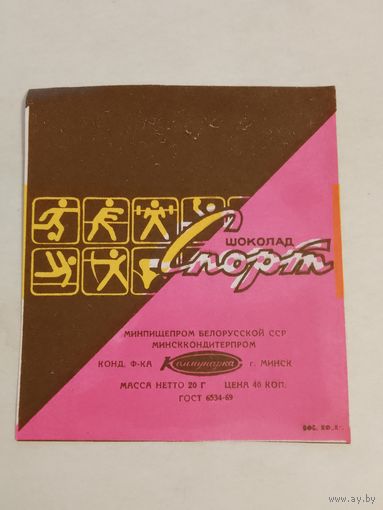 ШОКОЛАД
Спорт
МИНПИЩЕПРОМ БЕЛОРУССКОЙ ССР
МИНСККОНДИТЕРПРОМ
КОНД. Ф-КА Коммунарка г. МИНСК
МАССА НЕТТО 20 Г ЦЕНА 40 КОП.
ГОСТ 6534-69
https://www.ay.by/